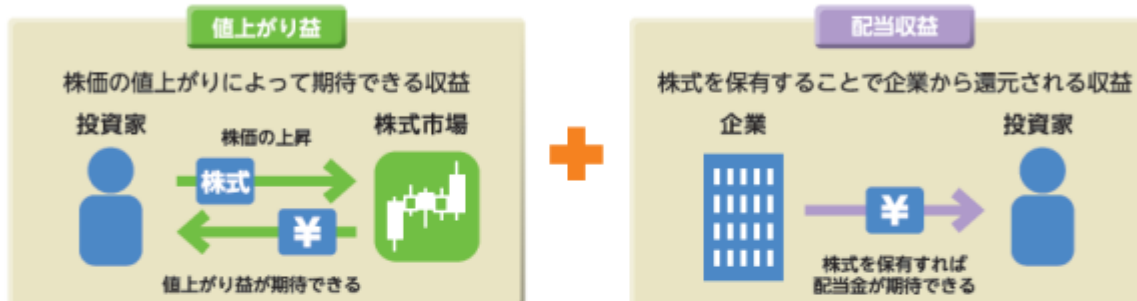 値上がり益
株価の値上がりによって期待できる収益
投資家
株価の上昇
株式市場
株式
¥
値上がり益が期待できる
配当収益
株式を保有することで企業から還元される収益
企業
投資家
¥
株式を保有すれば
配当金が期待できる